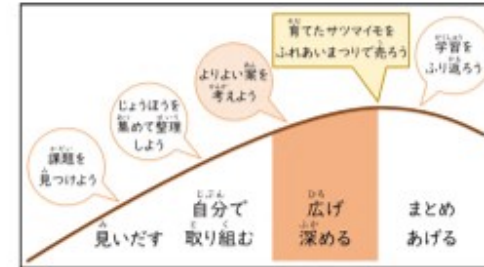 育てたサツマイモを
ふれあいまつりで売ろう
学習を
ふり返ろう
よりよい案を
考えよう
じょうほうを
集めて整理
しよう
課題を
見つけよう
見いだす
自分で
取り組む
広げ
深める
まとめ
あげる